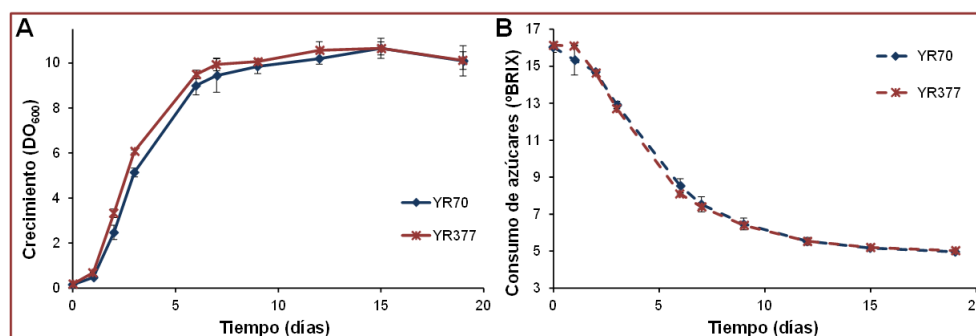 A
Crecimiento (DO600)
10
8
6
4
2
0
0
5
10
15
20
Tiempo (días)
YR70
YR377
B
Consumo de azúcares (ºBRIX)
17
15
13
11
9
7
5
3
0
5
10
15
20
Tiempo (días)
YR70
YR377